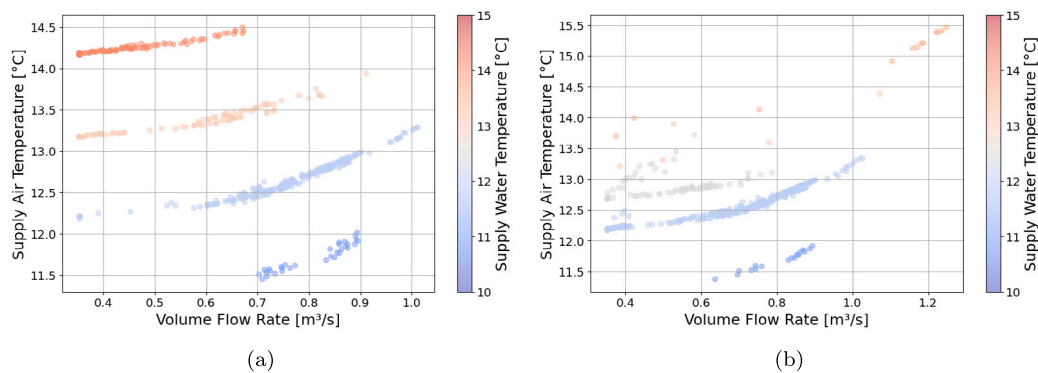 14.5
14.0
13.5
13.0
12.5
12.0
11.5
Supply Air Temperature [°C]
0.4 0.5 0.6 0.7 0.8 0.9 1.0
Volume Flow Rate [m³/s]
15
14
13
12
11
10
Supply Water Temperature [°C]
(a)
15.5
15.0
14.5
14.0
13.5
13.0
12.5
12.0
11.5
Supply Air Temperature [°C]
0.4 0.6 0.8 1.0 1.2
Volume Flow Rate [m³/s]
15
14
13
12
11
10
Supply Water Temperature [°C]
(b)